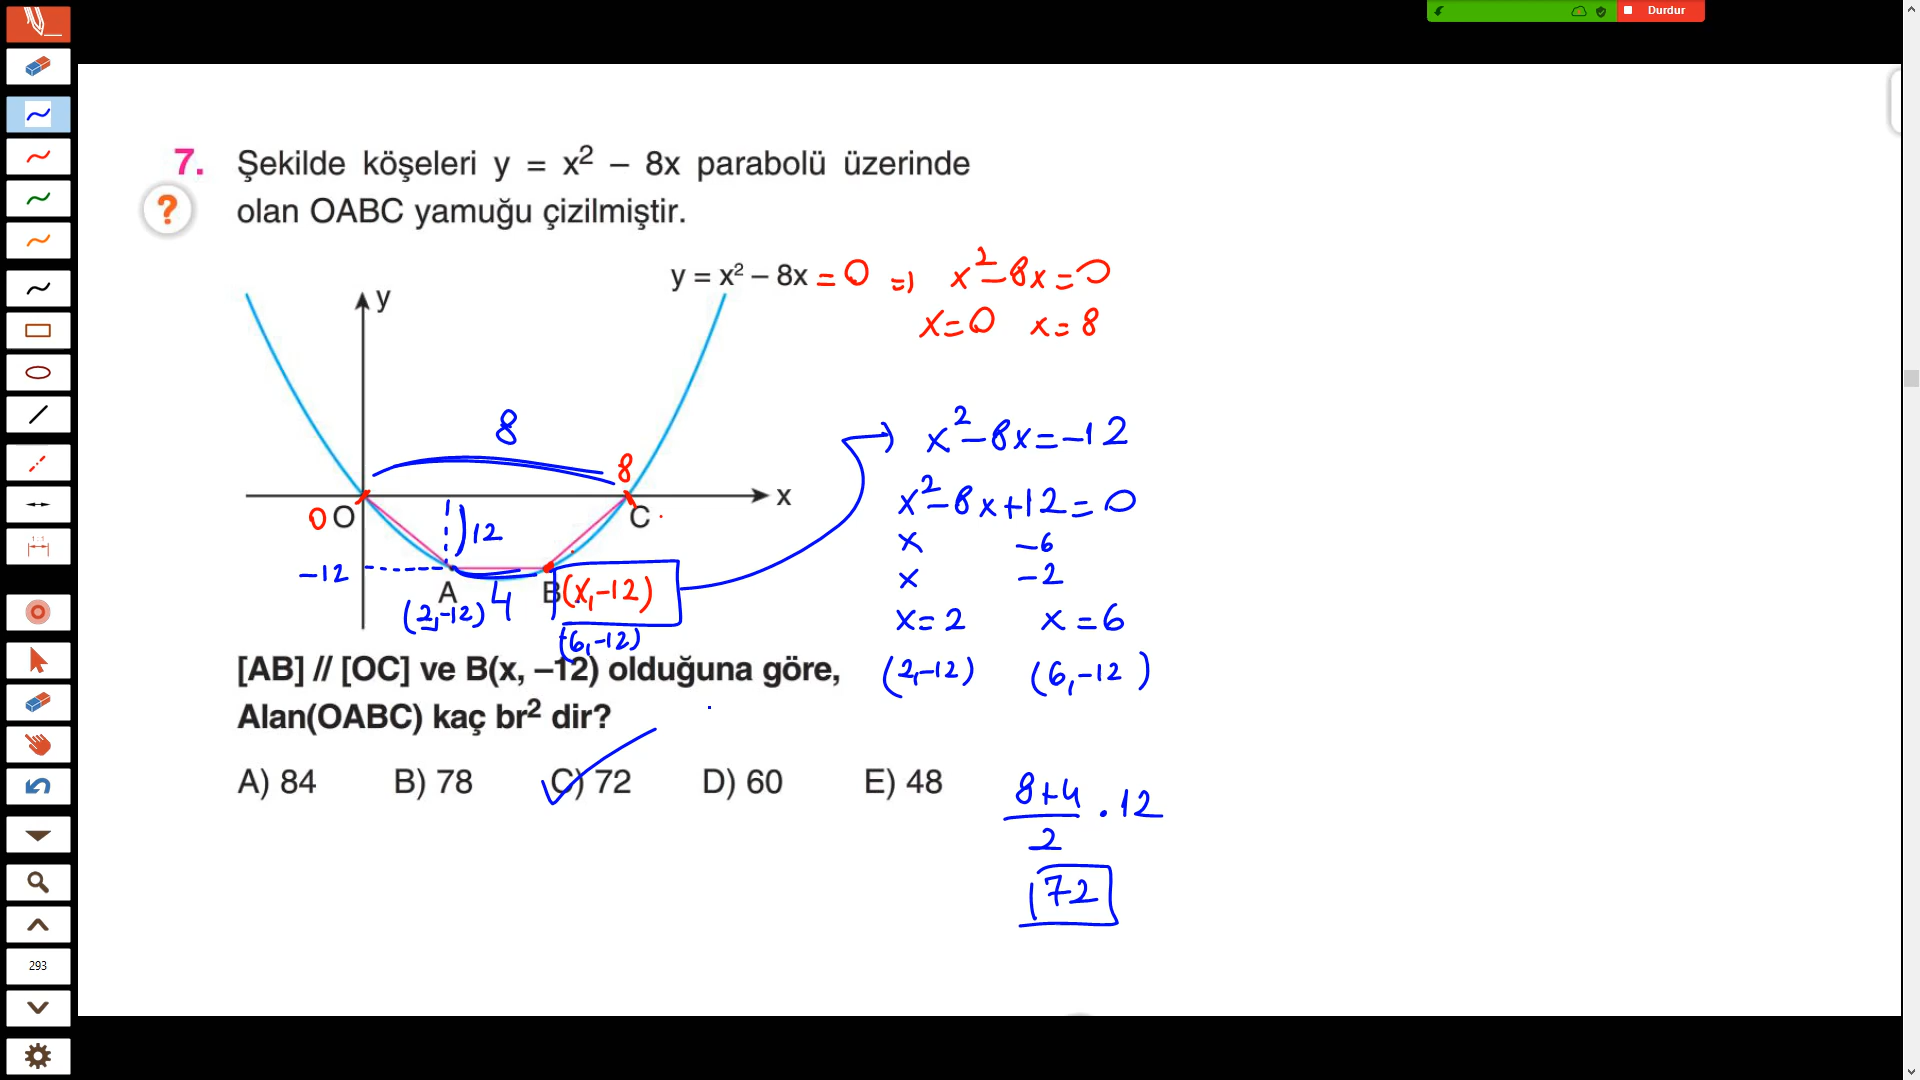 Durdur
7. Şekilde köşeleri y = x² – 8x parabolü üzerinde
? olan OABC yamuğu çizilmiştir.
y = x² – 8x = 0 ⇒ x² – 8x = 0
x = 0 x = 8
y
8
x² – 8x = –12
8
x
0 O C
x² – 8x + 12 = 0
12
x –6
–12
x –2
A 4 B (x, –12)
(2, –12)
(6, –12)
x = 2 x = 6
[AB] // [OC] ve B(x, –12) olduğuna göre,
(2, –12) (6, –12)
Alan(OABC) kaç br² dir?
A) 84 B) 78 C) 72 D) 60 E) 48
8+4
2
. 12
72
293
1:1